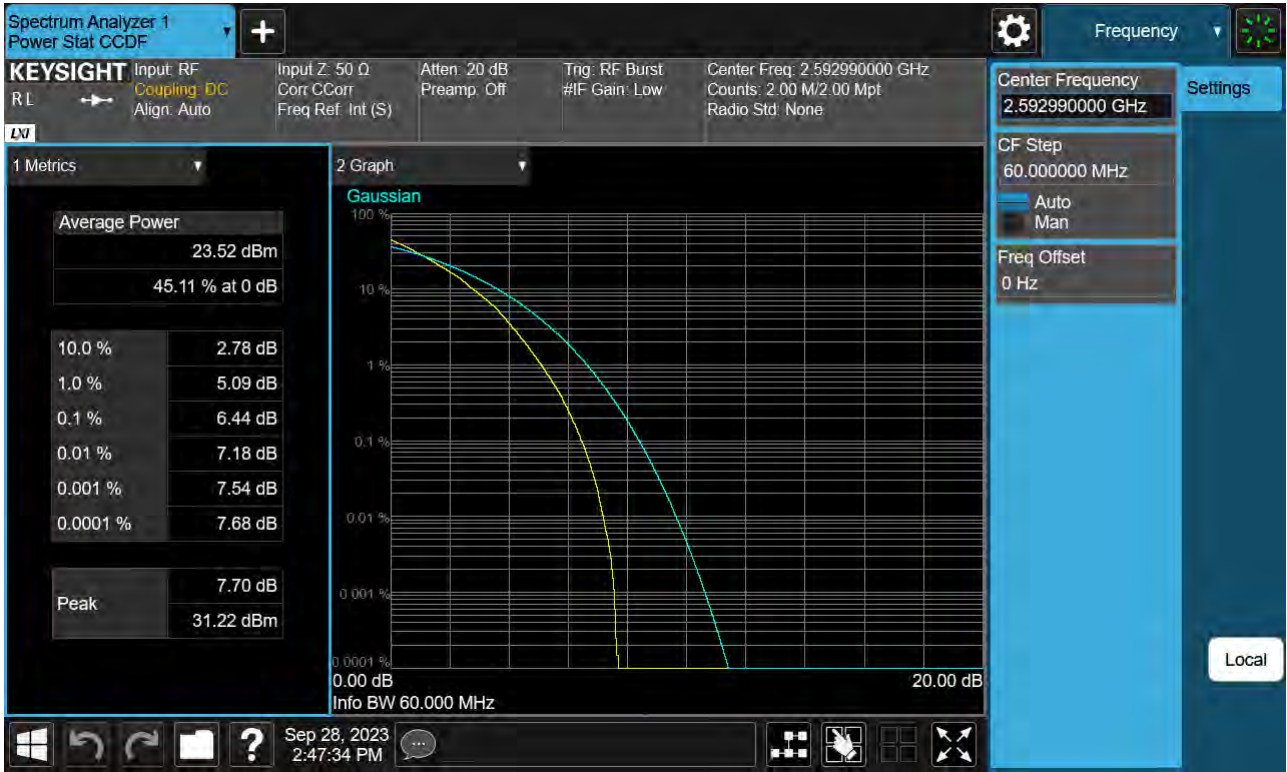 Spectrum Analyzer 1
Power Stat CCDF
Frequency
KEYSIGHT
RL
LXI
Input: RF
Coupling: DC
Align: Auto
Input Z: 50 Ω
Corr CCorr
Freq Ref: Int (S)
Atten: 20 dB
Preamp: Off
Trig: RF Burst
#IF Gain: Low
Center Freq: 2.592990000 GHz
Counts: 2.00 M/2.00 Mpt
Radio Std: None
Center Frequency
2.592990000 GHz
Settings
CF Step
60.000000 MHz
Auto
Man
Freq Offset
0 Hz
Local
1 Metrics
Average Power
23.52 dBm
45.11 % at 0 dB
10.0 % 2.78 dB
1.0 % 5.09 dB
0.1 % 6.44 dB
0.01 % 7.18 dB
0.001 % 7.54 dB
0.0001 % 7.68 dB
Peak
7.70 dB
31.22 dBm
2 Graph
Gaussian
100 %
10 %
1 %
0.1 %
0.01 %
0.001 %
0.0001 %
0.00 dB 20.00 dB
Info BW 60.000 MHz
?
Sep 28, 2023
2:47:34 PM